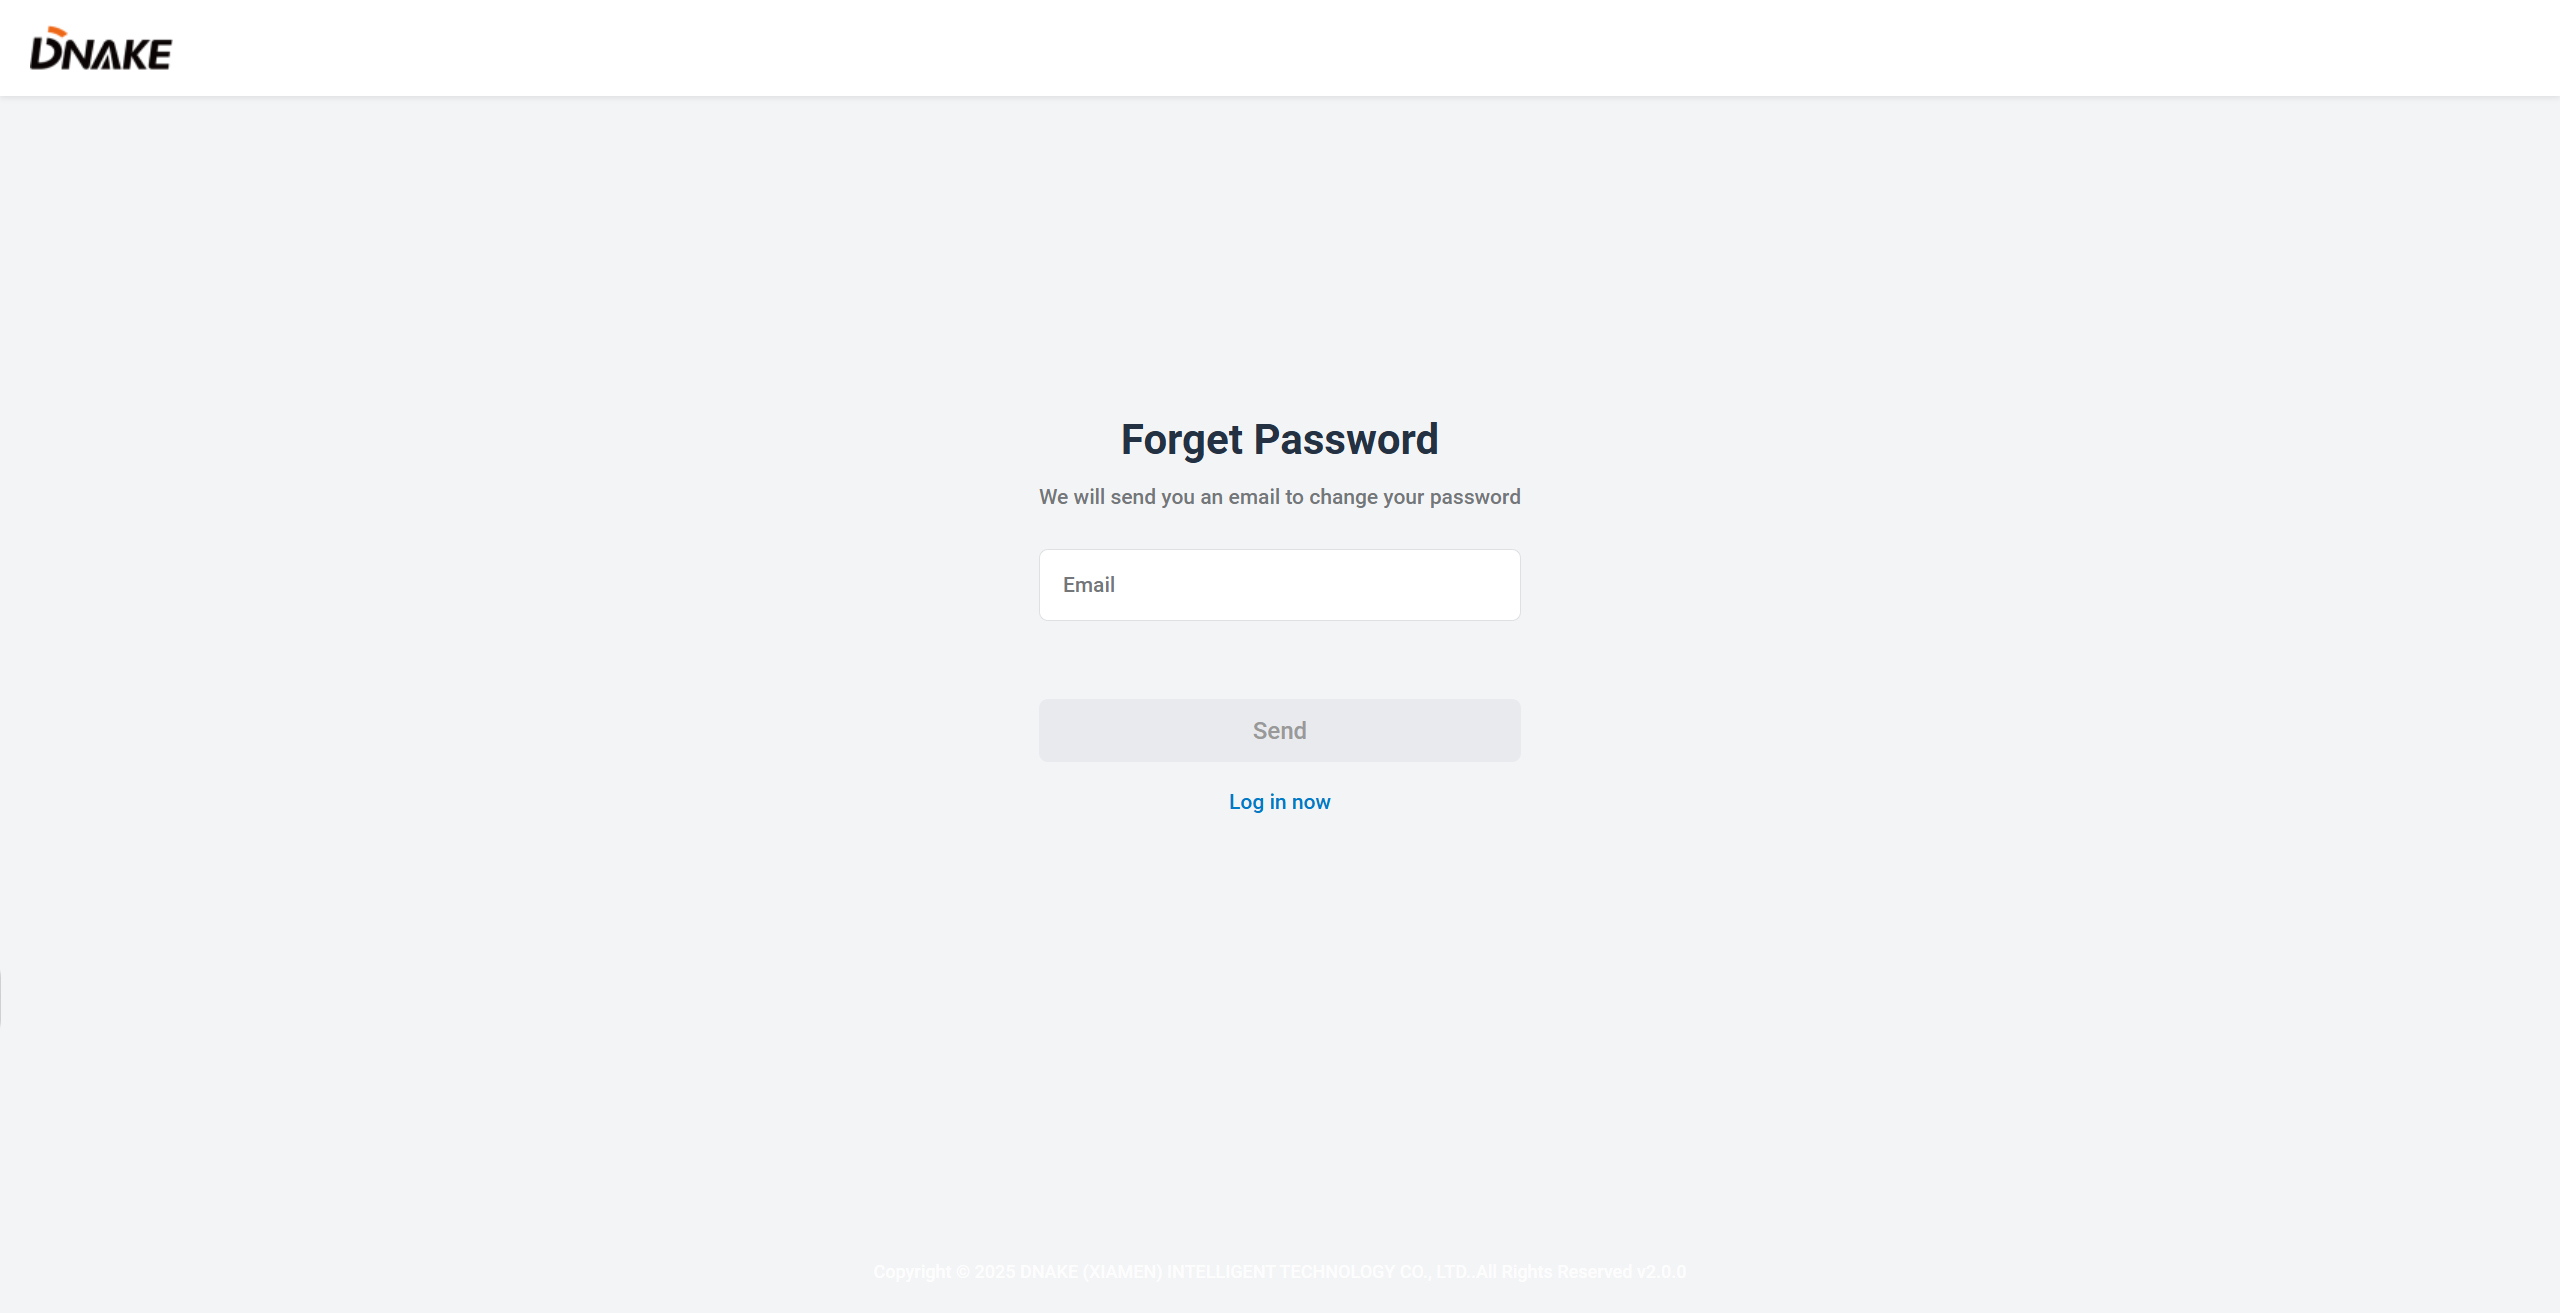 DNAKE
Forget Password
We will send you an email to change your password
Email
Send
Log in now
Copyright © 2025 DNAKE (XIAMEN) INTELLIGENT TECHNOLOGY CO., LTD..All Rights Reserved v2.0.0